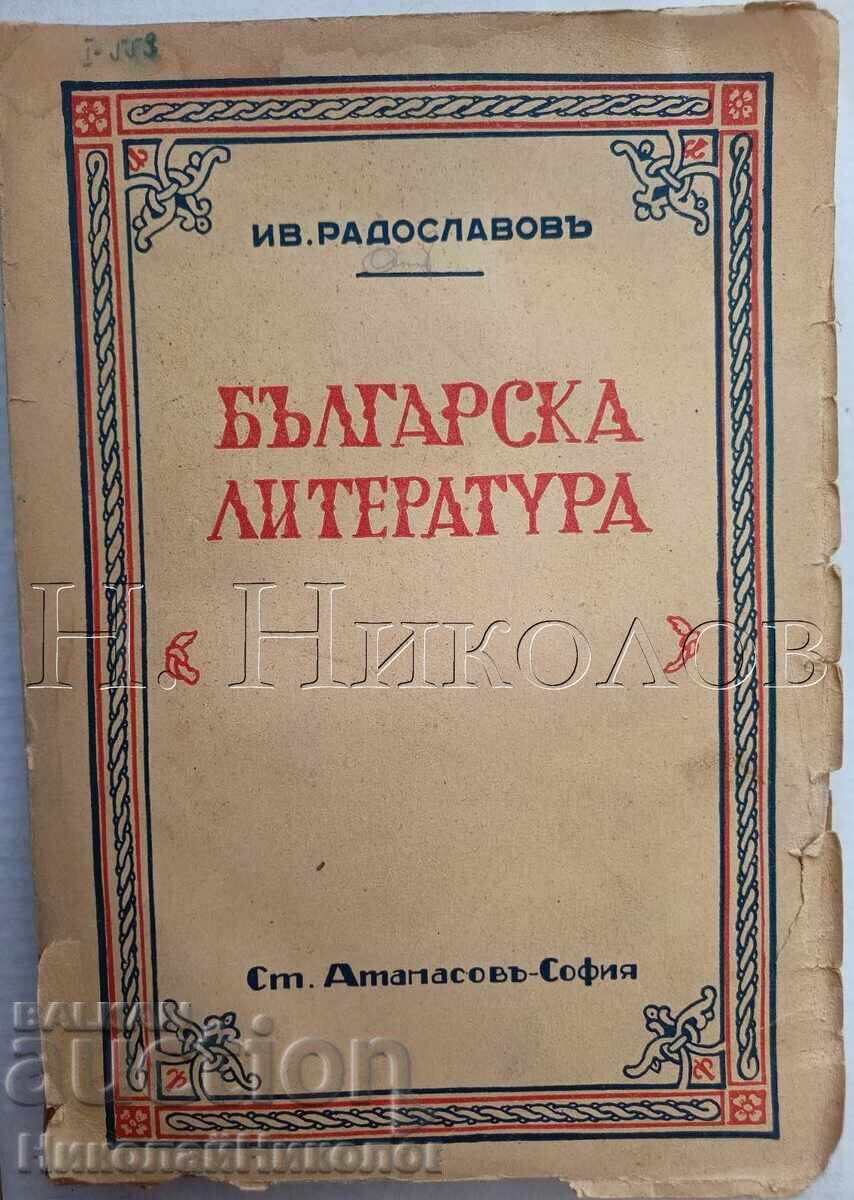 ИВ. РАДОСЛАВОВЪ
БЪЛГАРСКА
ЛИТЕРАТУРА
Н. Николов
Ст. Атанасовъ-София
BALKAN
auction
НиколайНиколов